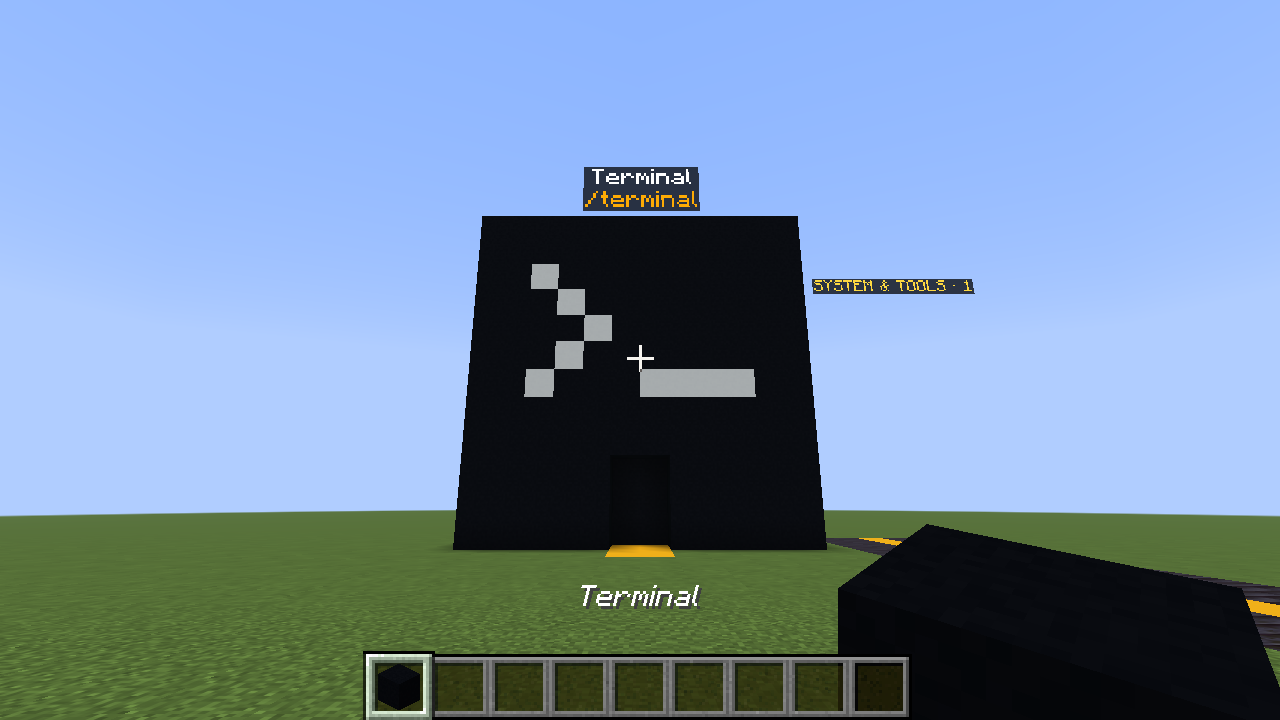 Terminal
/terminal
SYSTEM & TOOLS · 1
>_
Terminal